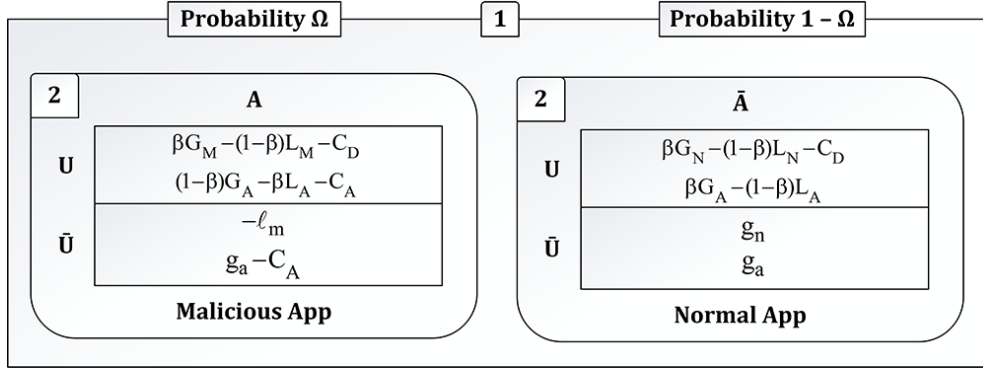 Probability Ω 1 Probability 1 – Ω
2
A
U
βG_M –(1–β)L_M –C_D
(1–β)G_A –βL_A –C_A
Ū
–ℓ_m
g_a –C_A
Malicious App
2
Ā
U
βG_N –(1–β)L_N –C_D
βG_A –(1–β)L_A
Ū
g_n
g_a
Normal App